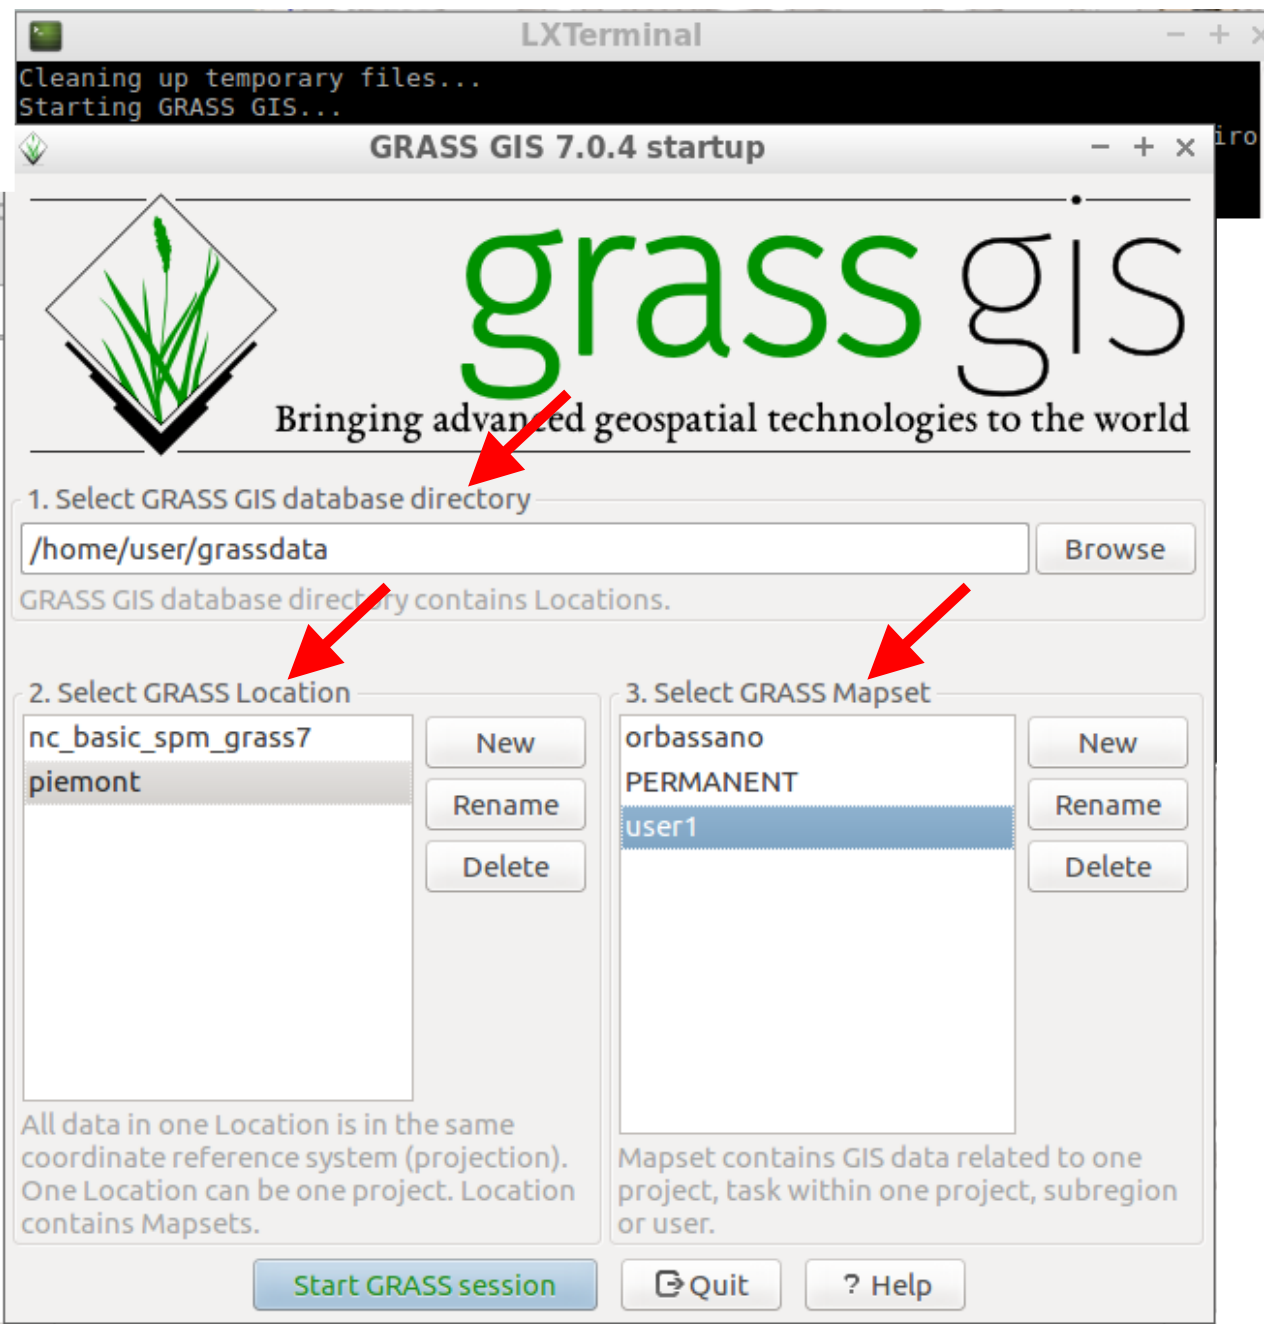 LXTerminal
Cleaning up temporary files...
Starting GRASS GIS...
iro
GRASS GIS 7.0.4 startup
grass gis
Bringing advanced geospatial technologies to the world
1. Select GRASS GIS database directory
/home/user/grassdata
Browse
GRASS GIS database directory contains Locations.
2. Select GRASS Location
nc_basic_spm_grass7
piemont
New
Rename
Delete
All data in one Location is in the same
coordinate reference system (projection).
One Location can be one project. Location
contains Mapsets.
3. Select GRASS Mapset
orbassano
PERMANENT
user1
New
Rename
Delete
Mapset contains GIS data related to one
project, task within one project, subregion
or user.
Start GRASS session
Quit
? Help